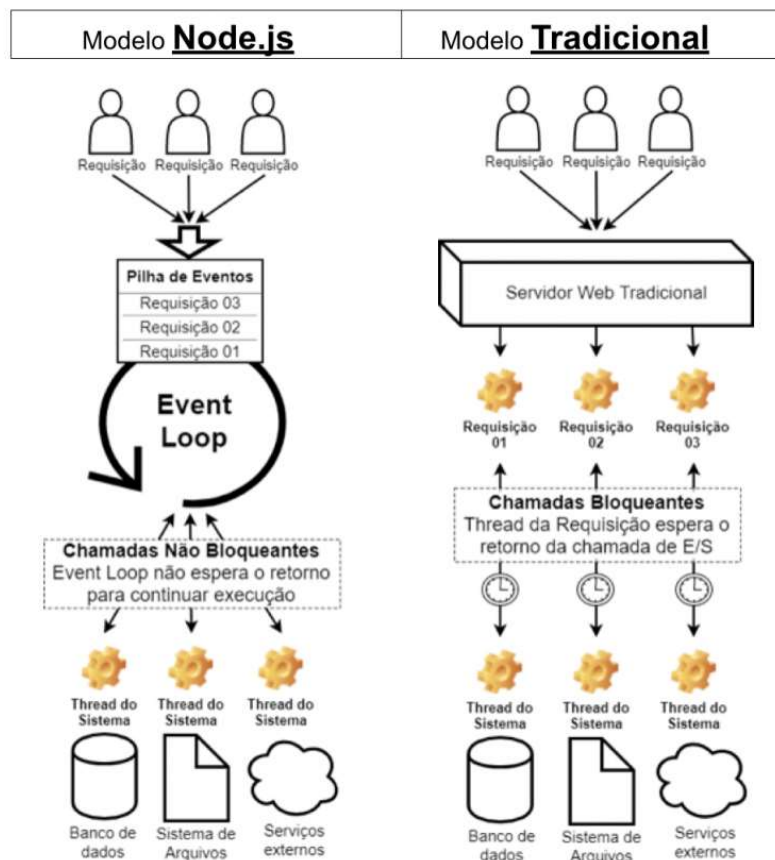 Modelo Node.js
Modelo Tradicional
Requisição Requisição Requisição
Pilha de Eventos
Requisição 03
Requisição 02
Requisição 01
Event
Loop
Chamadas Não Bloqueantes
Event Loop não espera o retorno
para continuar execução
Thread do
Sistema
Thread do
Sistema
Thread do
Sistema
Banco de
dados
Sistema de
Arquivos
Serviços
externos
Requisição Requisição Requisição
Servidor Web Tradicional
Requisição
01
Requisição
02
Requisição
03
Chamadas Bloqueantes
Thread da Requisição espera o
retorno da chamada de E/S
Thread do
Sistema
Thread do
Sistema
Thread do
Sistema
Banco de
dados
Sistema de
Arquivos
Serviços
externos